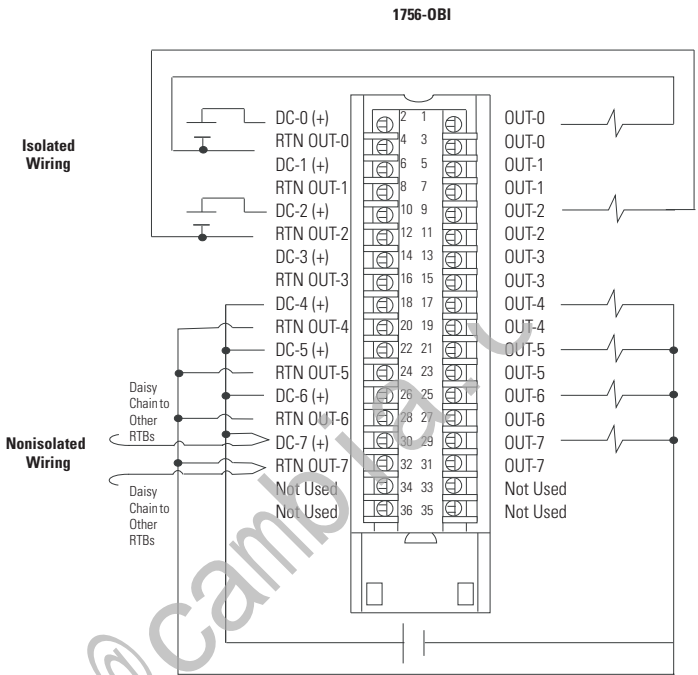 1756-OBI
Isolated
Wiring
DC-0 (+) 2 1 OUT-0
RTN OUT-0 4 3 OUT-0
DC-1 (+) 6 5 OUT-1
RTN OUT-1 8 7 OUT-1
DC-2 (+) 10 9 OUT-2
RTN OUT-2 12 11 OUT-2
DC-3 (+) 14 13 OUT-3
RTN OUT-3 16 15 OUT-3
DC-4 (+) 18 17 OUT-4
RTN OUT-4 20 19 OUT-4
DC-5 (+) 22 21 OUT-5
RTN OUT-5 24 23 OUT-5
DC-6 (+) 26 25 OUT-6
RTN OUT-6 28 27 OUT-6
DC-7 (+) 30 29 OUT-7
RTN OUT-7 32 31 OUT-7
Not Used 34 33 Not Used
Not Used 36 35 Not Used
Daisy
Chain to
Other
RTBs
Nonisolated
Wiring
Daisy
Chain to
Other
RTBs
@cambia.c